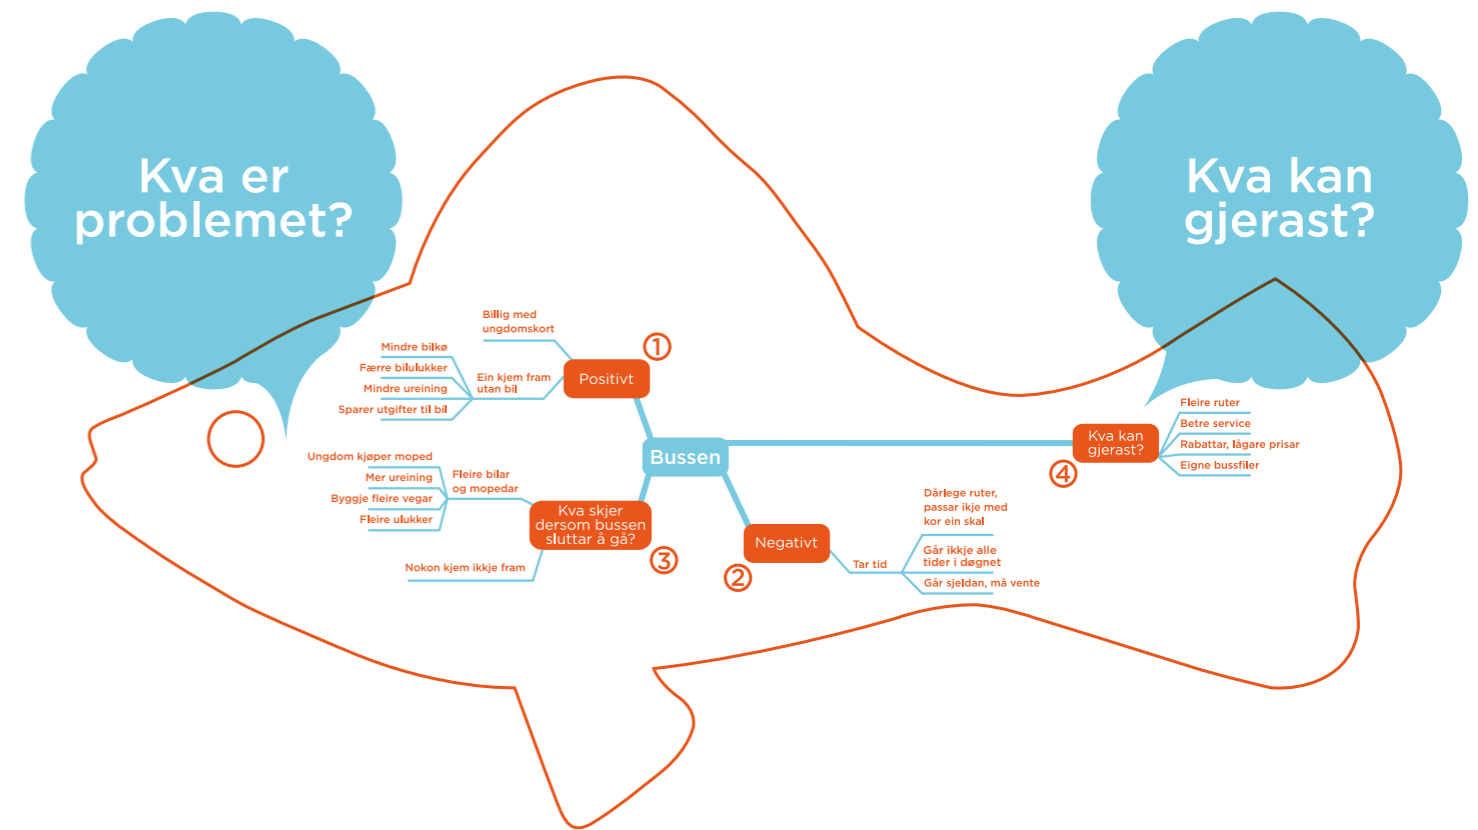 Kva er
problemet?
Kva kan
gjerast?
Billig med
ungdomskort
1
Positivt
Ein kjem fram
utan bil
Mindre bilkø
Færre bilulukker
Mindre ureining
Sparer utgifter til bil
Bussen
Kva kan
gjerast?
4
Fleire ruter
Betre service
Rabattar, lågare prisar
Eigne bussfiler
Ungdom kjøper moped
Mer ureining
Byggje fleire vegar
Fleire ulukker
Fleire bilar
og mopedar
Kva skjer
dersom bussen
sluttar å gå?
3
Nokon kjem ikkje fram
Negativt
2
Tar tid
Dårlege ruter,
passar ikje med
kor ein skal
Går ikkje alle
tider i døgnet
Går sjeldan, må vente